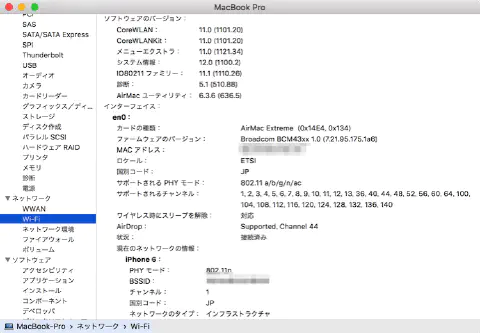 MacBook Pro
PCI
SAS
SATA/SATA Express
SPI
Thunderbolt
USB
オーディオ
カメラ
カードリーダー
グラフィックス/ディ...
ストレージ
ディスク作成
パラレル SCSI
ハードウェア RAID
プリンタ
メモリ
診断
電源
▼ネットワーク
WWAN
Wi-Fi
ネットワーク環境
ファイアウォール
ボリューム
▼ソフトウェア
アクセシビリティ
アプリケーション
インストール
コンポーネント
デベロッパ
ソフトウェアのバージョン：
CoreWLAN： 11.0 (1101.20)
CoreWLANKit： 11.0 (1101.20)
メニューエクストラ： 11.0 (1121.34)
システム情報： 12.0 (1100.2)
IO80211 ファミリー： 11.1 (1110.26)
診断： 5.1 (510.88)
AirMac ユーティリティ： 6.3.6 (636.5)
インターフェイス：
en0：
カードの種類： AirMac Extreme (0x14E4, 0x134)
ファームウェアのバージョン： Broadcom BCM43xx 1.0 (7.21.95.175.1a6)
MAC アドレス：
ロケール： ETSI
国別コード： JP
サポートされる PHY モード： 802.11 a/b/g/n/ac
サポートされるチャンネル： 1, 2, 3, 4, 5, 6, 7, 8, 9, 10, 11, 12, 13, 36, 40, 44, 48, 52, 56, 60, 64, 100,
104, 108, 112, 116, 120, 124, 128, 132, 136, 140
ワイヤレス時にスリープを解除： 対応
AirDrop： Supported, Channel 44
状況： 接続済み
現在のネットワークの情報：
iPhone 6：
PHY モード： 802.11n
BSSID：
チャンネル： 1
国別コード： JP
ネットワークのタイプ： インフラストラクチャ
MacBook-Pro › ネットワーク › Wi-Fi